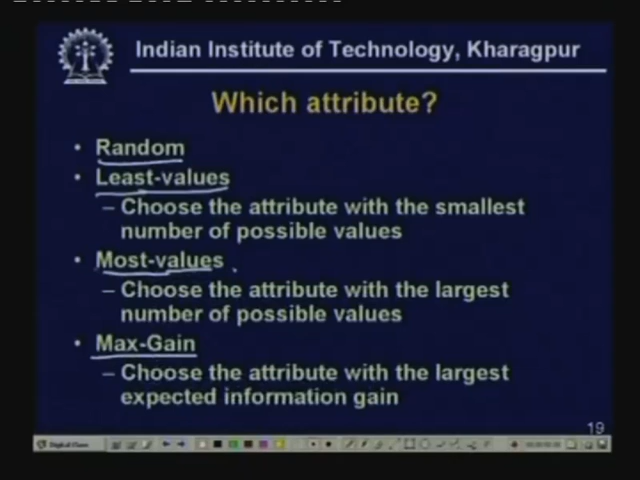 Indian Institute of Technology, Kharagpur
Which attribute?
• Random
• Least-values
– Choose the attribute with the smallest
number of possible values
• Most-values
– Choose the attribute with the largest
number of possible values
• Max-Gain
– Choose the attribute with the largest
expected information gain
19